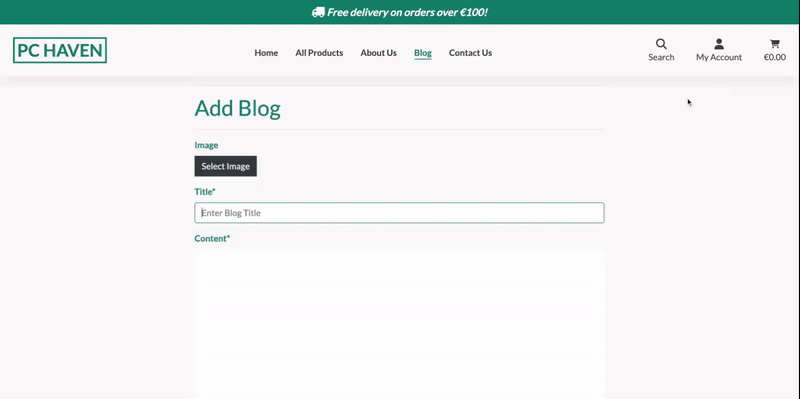 Free delivery on orders over €100!
PC HAVEN
Home All Products About Us Blog Contact Us
Search My Account €0.00
Add Blog
Image
Select Image
Title*
Enter Blog Title
Content*